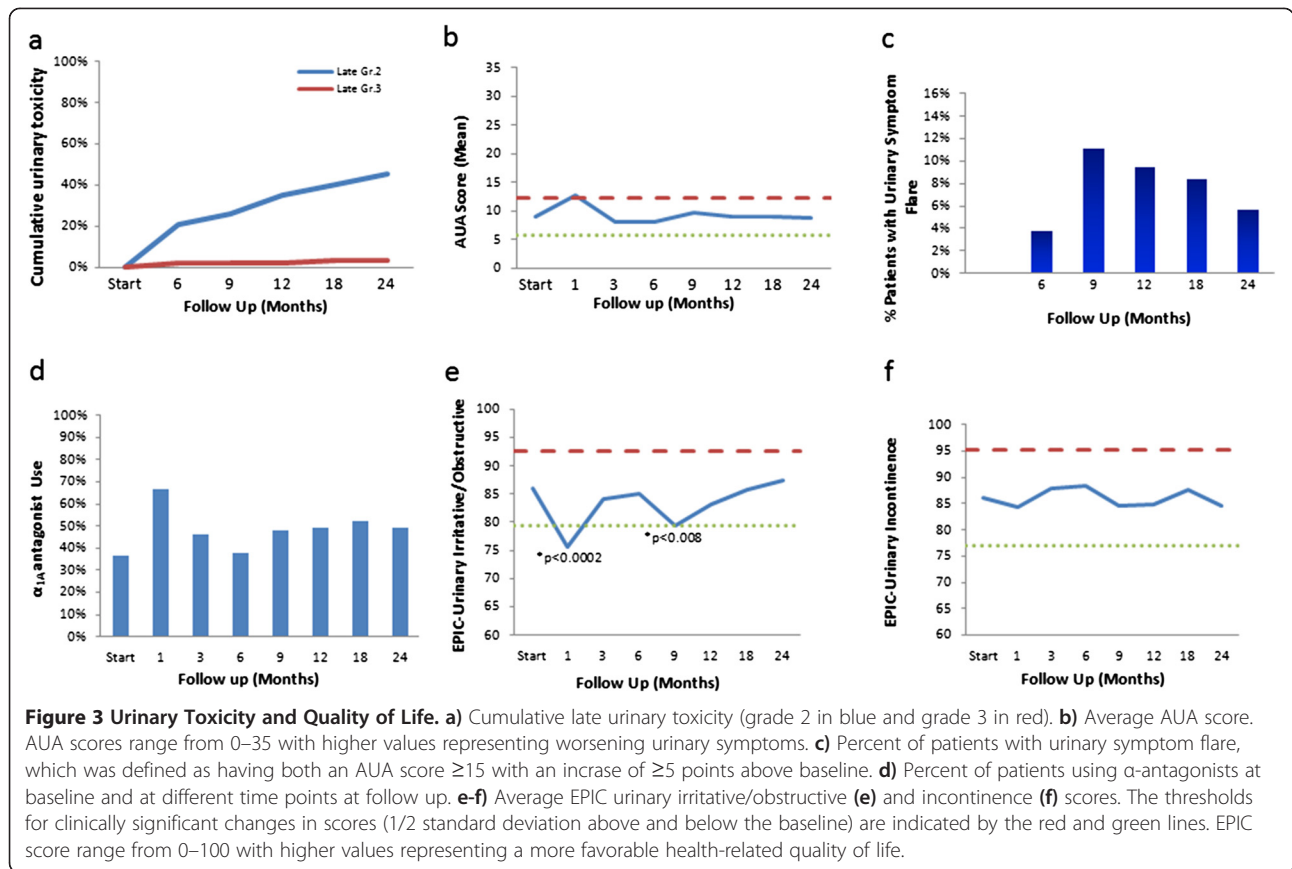 a
Cumulative urinary toxicity
100%
80%
60%
40%
20%
0%
Late Gr.2
Late Gr.3
Start 6 9 12 18 24
Follow Up (Months)
b
AUA Score (Mean)
35
30
25
20
15
10
5
0
Start 1 3 6 9 12 18 24
Follow up (Months)
c
% Patients with Urinary Symptom
Flare
16%
14%
12%
10%
8%
6%
4%
2%
0%
6 9 12 18 24
Follow Up (Months)
d
α1A antagonist Use
100%
90%
80%
70%
60%
50%
40%
30%
20%
10%
0%
Start 1 3 6 9 12 18 24
Follow up (Months)
e
EPIC-Urinary Irritative/Obstructive
100
95
90
85
80
75
70
65
60
*p<0.0002
*p<0.008
Start 1 3 6 9 12 18 24
Follow Up (Months)
f
EPIC-Urinary Incontinence
100
95
90
85
80
75
70
65
60
Start 1 3 6 9 12 18 24
Follow Up (Months)
Figure 3 Urinary Toxicity and Quality of Life. a) Cumulative late urinary toxicity (grade 2 in blue and grade 3 in red). b) Average AUA score.
AUA scores range from 0–35 with higher values representing worsening urinary symptoms. c) Percent of patients with urinary symptom flare,
which was defined as having both an AUA score ≥15 with an incrase of ≥5 points above baseline. d) Percent of patients using α-antagonists at
baseline and at different time points at follow up. e-f) Average EPIC urinary irritative/obstructive (e) and incontinence (f) scores. The thresholds
for clinically significant changes in scores (1/2 standard deviation above and below the baseline) are indicated by the red and green lines. EPIC
score range from 0–100 with higher values representing a more favorable health-related quality of life.